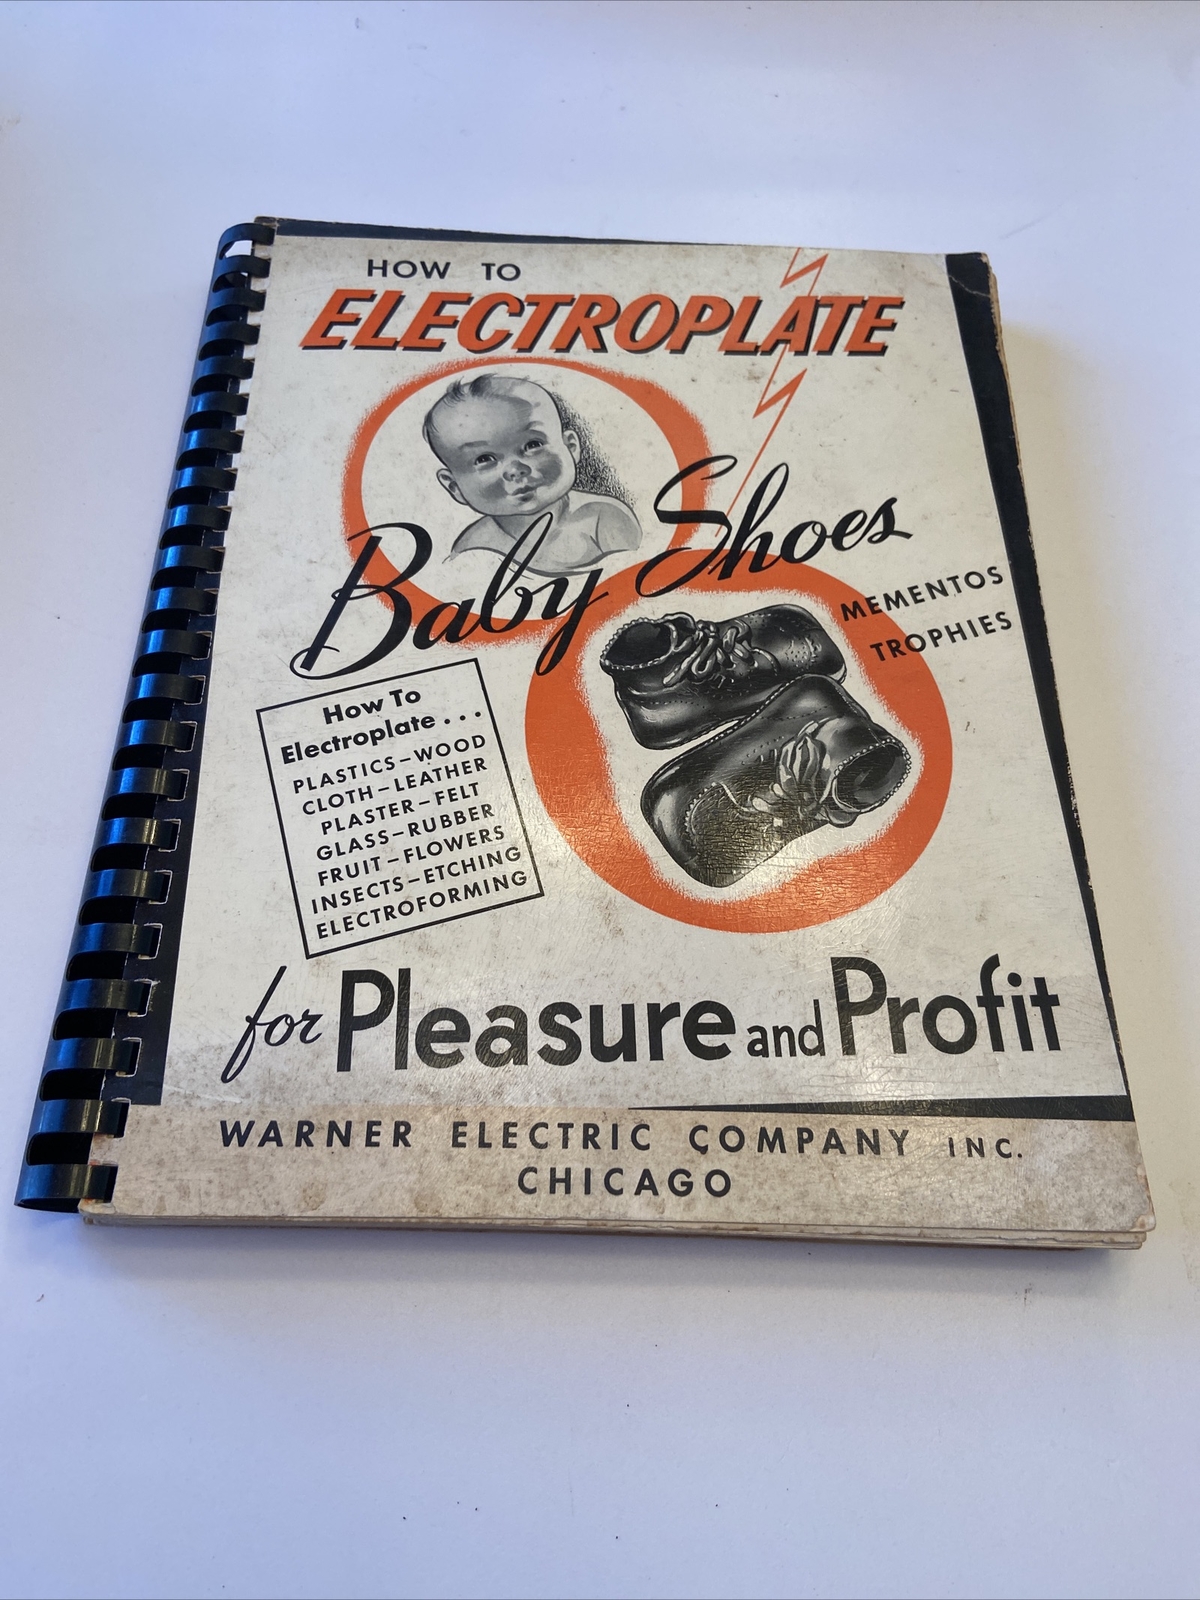 HOW TO
ELECTROPLATE
Baby Shoes
MEMENTOS
TROPHIES
How To
Electroplate...
PLASTICS-WOOD
CLOTH-LEATHER
PLASTER-FELT
GLASS-RUBBER
FRUIT-FLOWERS
INSECTS-ETCHING
ELECTROFORMING
for Pleasure and Profit
WARNER ELECTRIC COMPANY INC.
CHICAGO